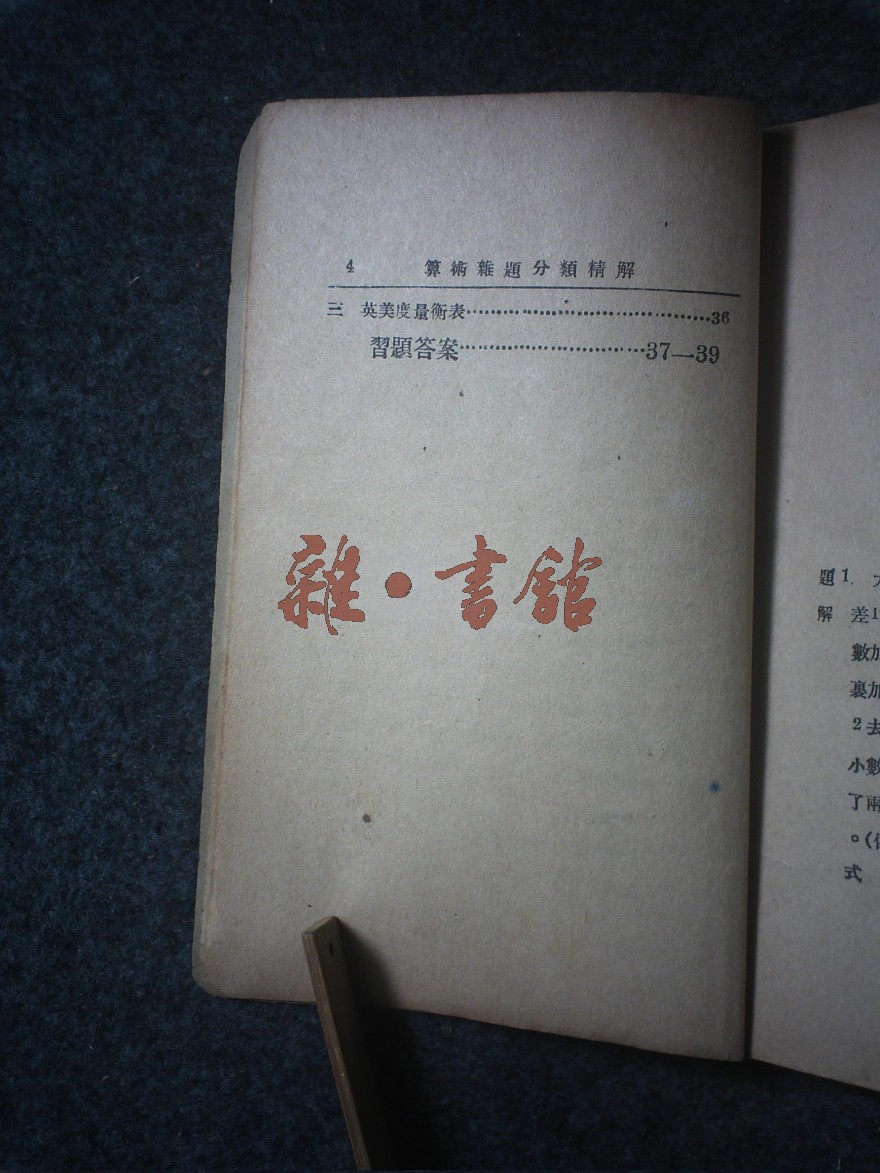 4 算術雜題分類精解
三 英美度量衡表…………………………36
習題答案…………………37—39
雜·書館
題1.
解 差1
數加
裏加
2去
小數
了兩
。(
式